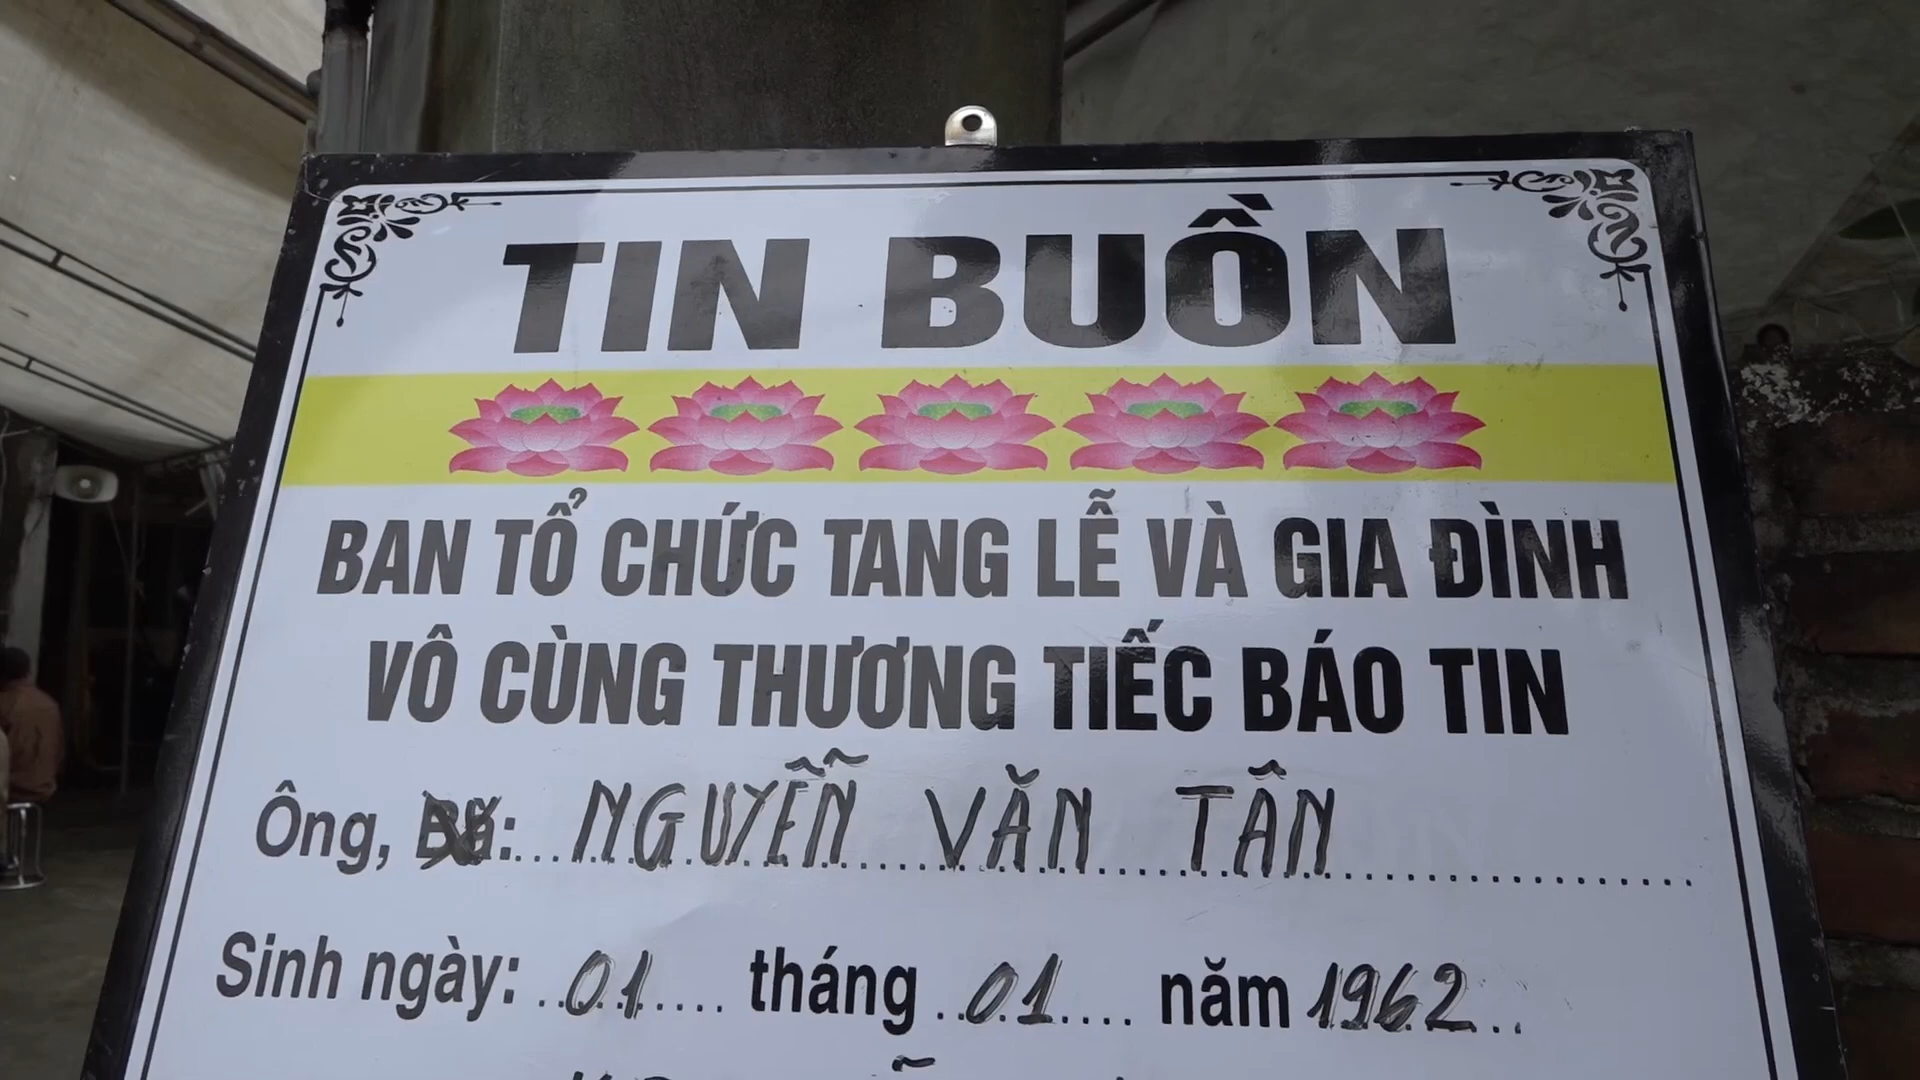 TIN BUỒN
BAN TỔ CHỨC TANG LỄ VÀ GIA ĐÌNH
VÔ CÙNG THƯƠNG TIẾC BÁO TIN
Ông, Bà: NGUYỄN VĂN TÂN
Sinh ngày: 01 tháng 01 năm 1962